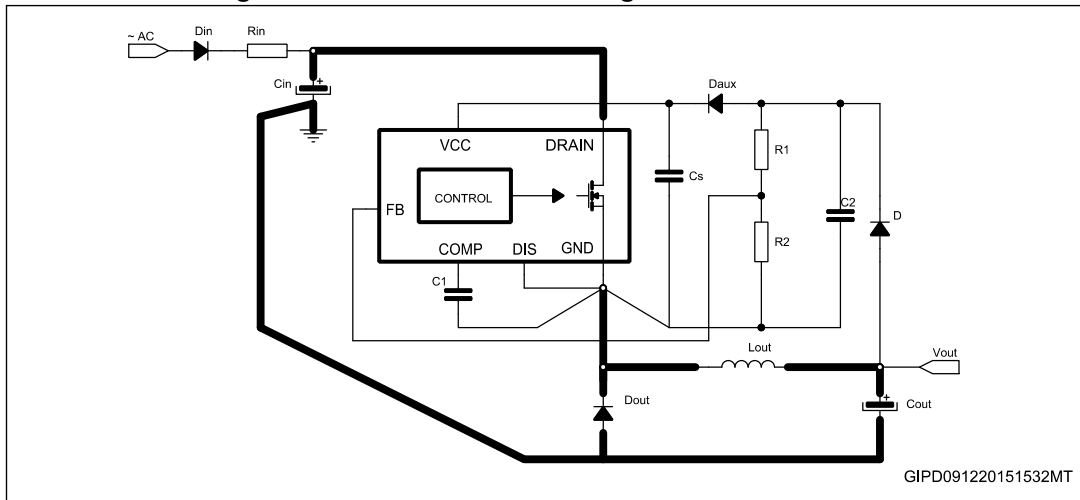 ~ AC
Din
Rin
Cin
+
Daux
VCC
DRAIN
R1
Cs
CONTROL
FB
C2
D
R2
COMP
DIS
GND
C1
Lout
Vout
Dout
+
Cout
GIPD091220151532MT